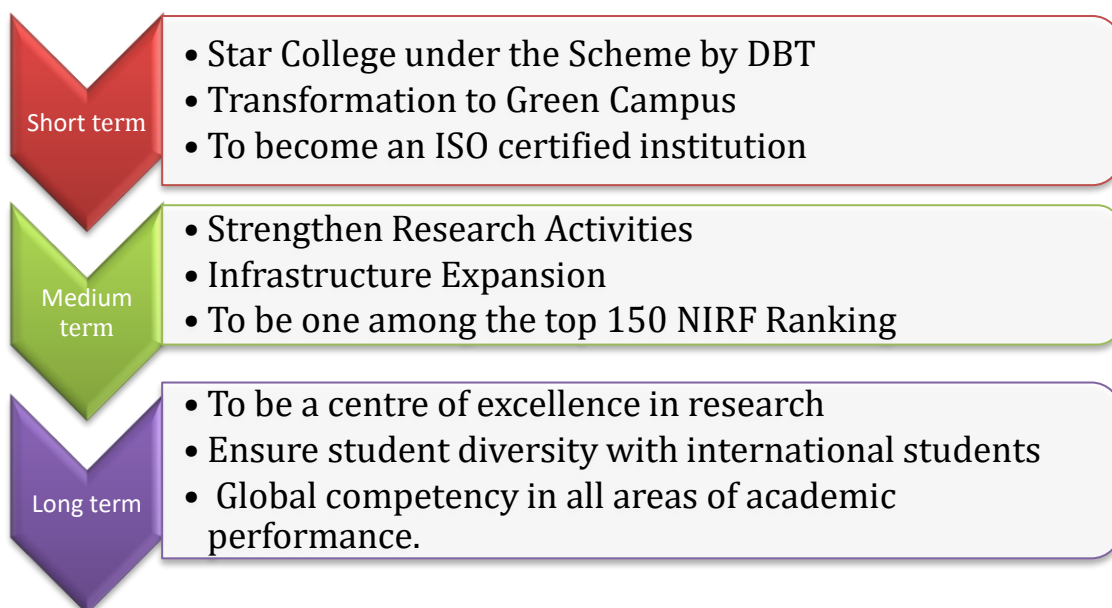 Short term
• Star College under the Scheme by DBT
• Transformation to Green Campus
• To become an ISO certified institution
Medium
term
• Strengthen Research Activities
• Infrastructure Expansion
• To be one among the top 150 NIRF Ranking
Long term
• To be a centre of excellence in research
• Ensure student diversity with international students
• Global competency in all areas of academic
performance.